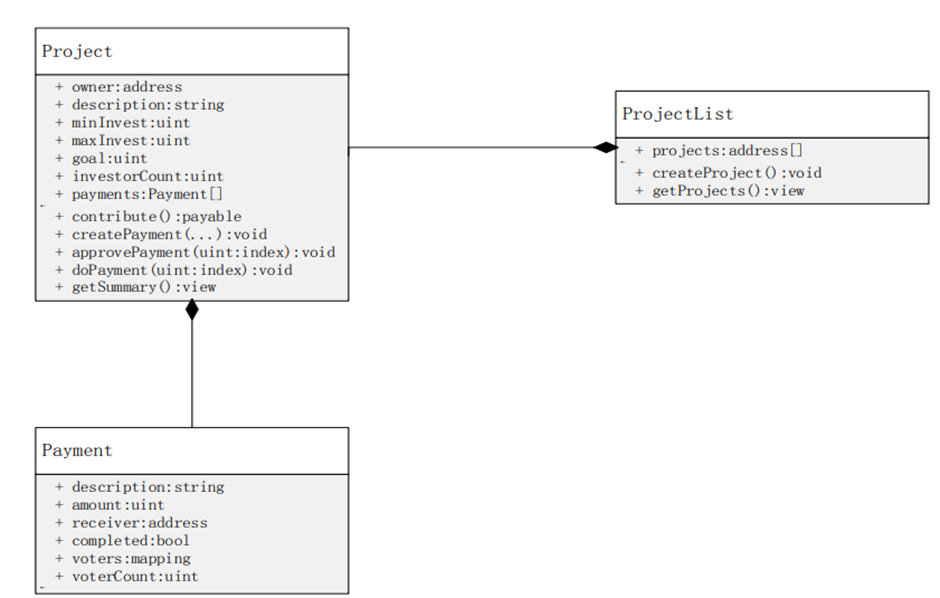 Project
+ owner:address
+ description:string
+ minInvest:uint
+ maxInvest:uint
+ goal:uint
+ investorCount:uint
+ payments:Payment[]
+ contribute():payable
+ createPayment(...):void
+ approvePayment(uint:index):void
+ doPayment(uint:index):void
+ getSummary():view
ProjectList
+ projects:address[]
+ createProject():void
+ getProjects():view
Payment
+ description:string
+ amount:uint
+ receiver:address
+ completed:bool
+ voters:mapping
+ voterCount:uint